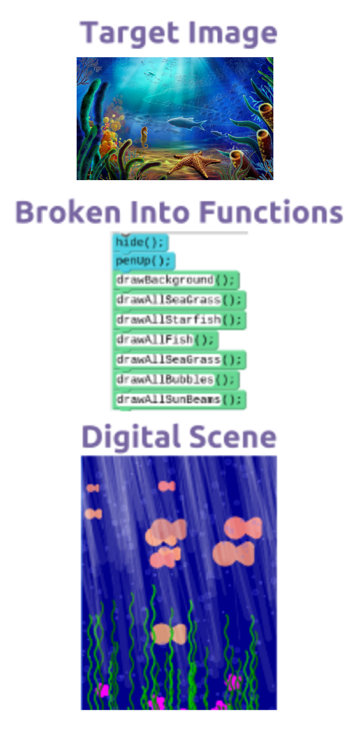 Target Image
Broken Into Functions
hide();
penUp();
drawBackground();
drawAllSeaGrass();
drawAllStarfish();
drawAllFish();
drawAllSeaGrass();
drawAllBubbles();
drawAllSunBeams();
Digital Scene